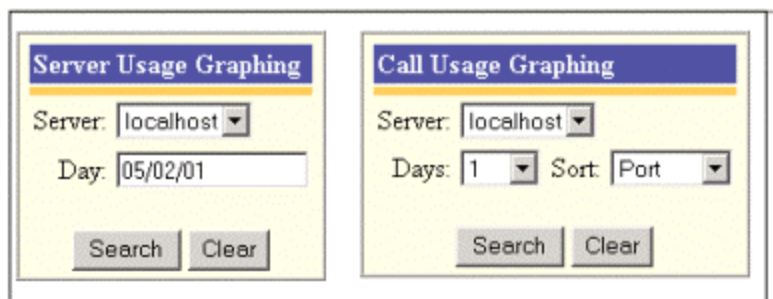 Server Usage Graphing
Server: localhost
Day: 05/02/01
Search Clear
Call Usage Graphing
Server: localhost
Days: 1 Sort: Port
Search Clear